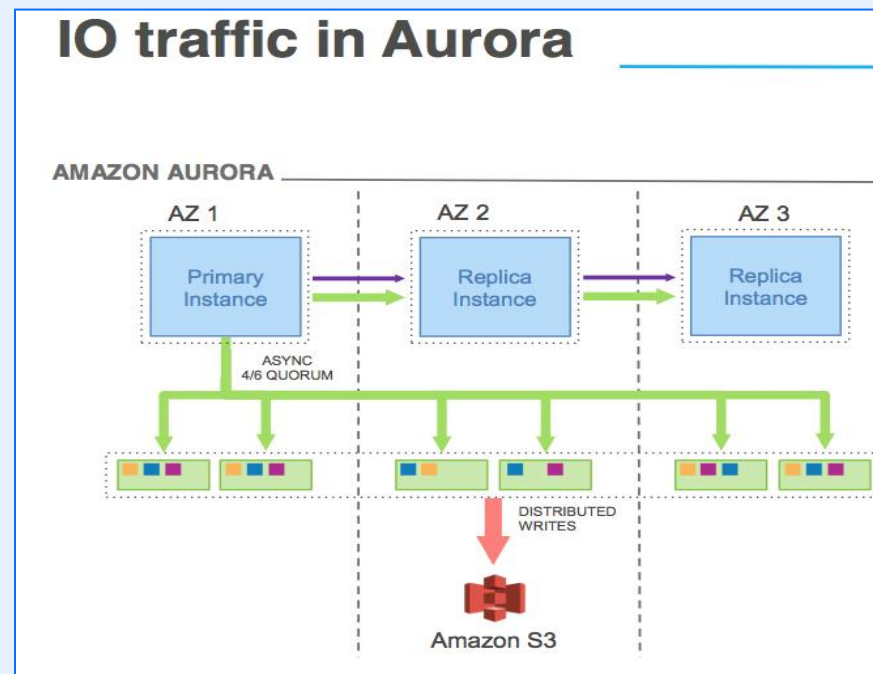 IO traffic in Aurora
AMAZON AURORA
AZ 1
AZ 2
AZ 3
Primary
Instance
Replica
Instance
Replica
Instance
ASYNC
4/6 QUORUM
DISTRIBUTED
WRITES
Amazon S3